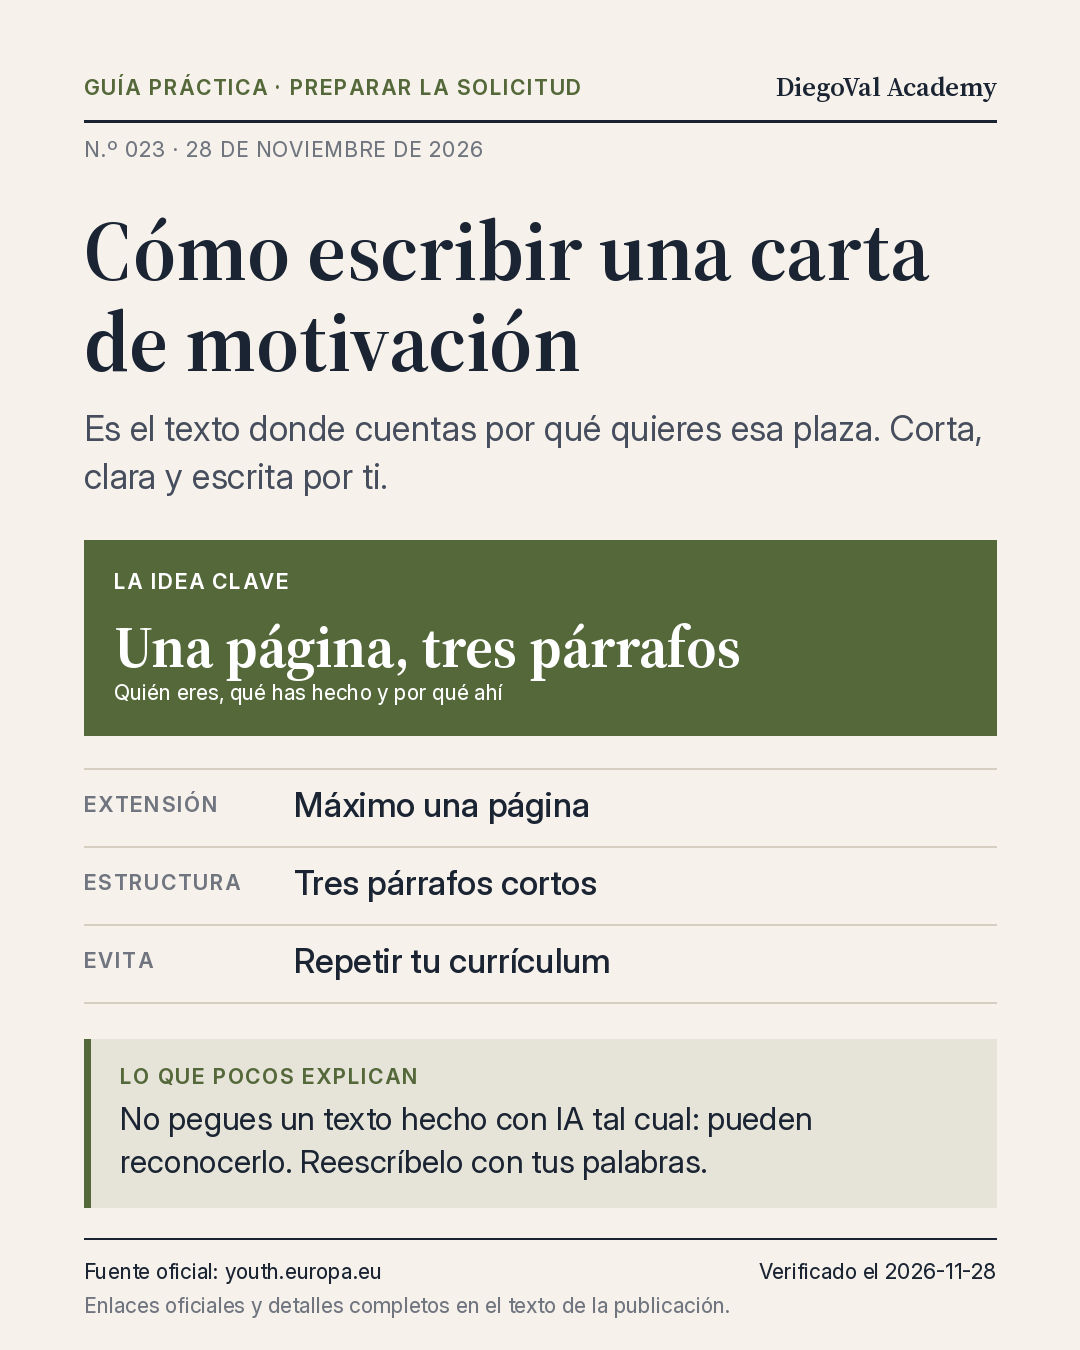 GUÍA PRÁCTICA · PREPARAR LA SOLICITUD
DiegoVal Academy
N.º 023 · 28 DE NOVIEMBRE DE 2026
Cómo escribir una carta
de motivación
Es el texto donde cuentas por qué quieres esa plaza. Corta,
clara y escrita por ti.
LA IDEA CLAVE
Una página, tres párrafos
Quién eres, qué has hecho y por qué ahí
EXTENSIÓN
Máximo una página
ESTRUCTURA
Tres párrafos cortos
EVITA
Repetir tu currículum
LO QUE POCOS EXPLICAN
No pegues un texto hecho con IA tal cual: pueden
reconocerlo. Reescríbelo con tus palabras.
Fuente oficial: youth.europa.eu
Verificado el 2026-11-28
Enlaces oficiales y detalles completos en el texto de la publicación.